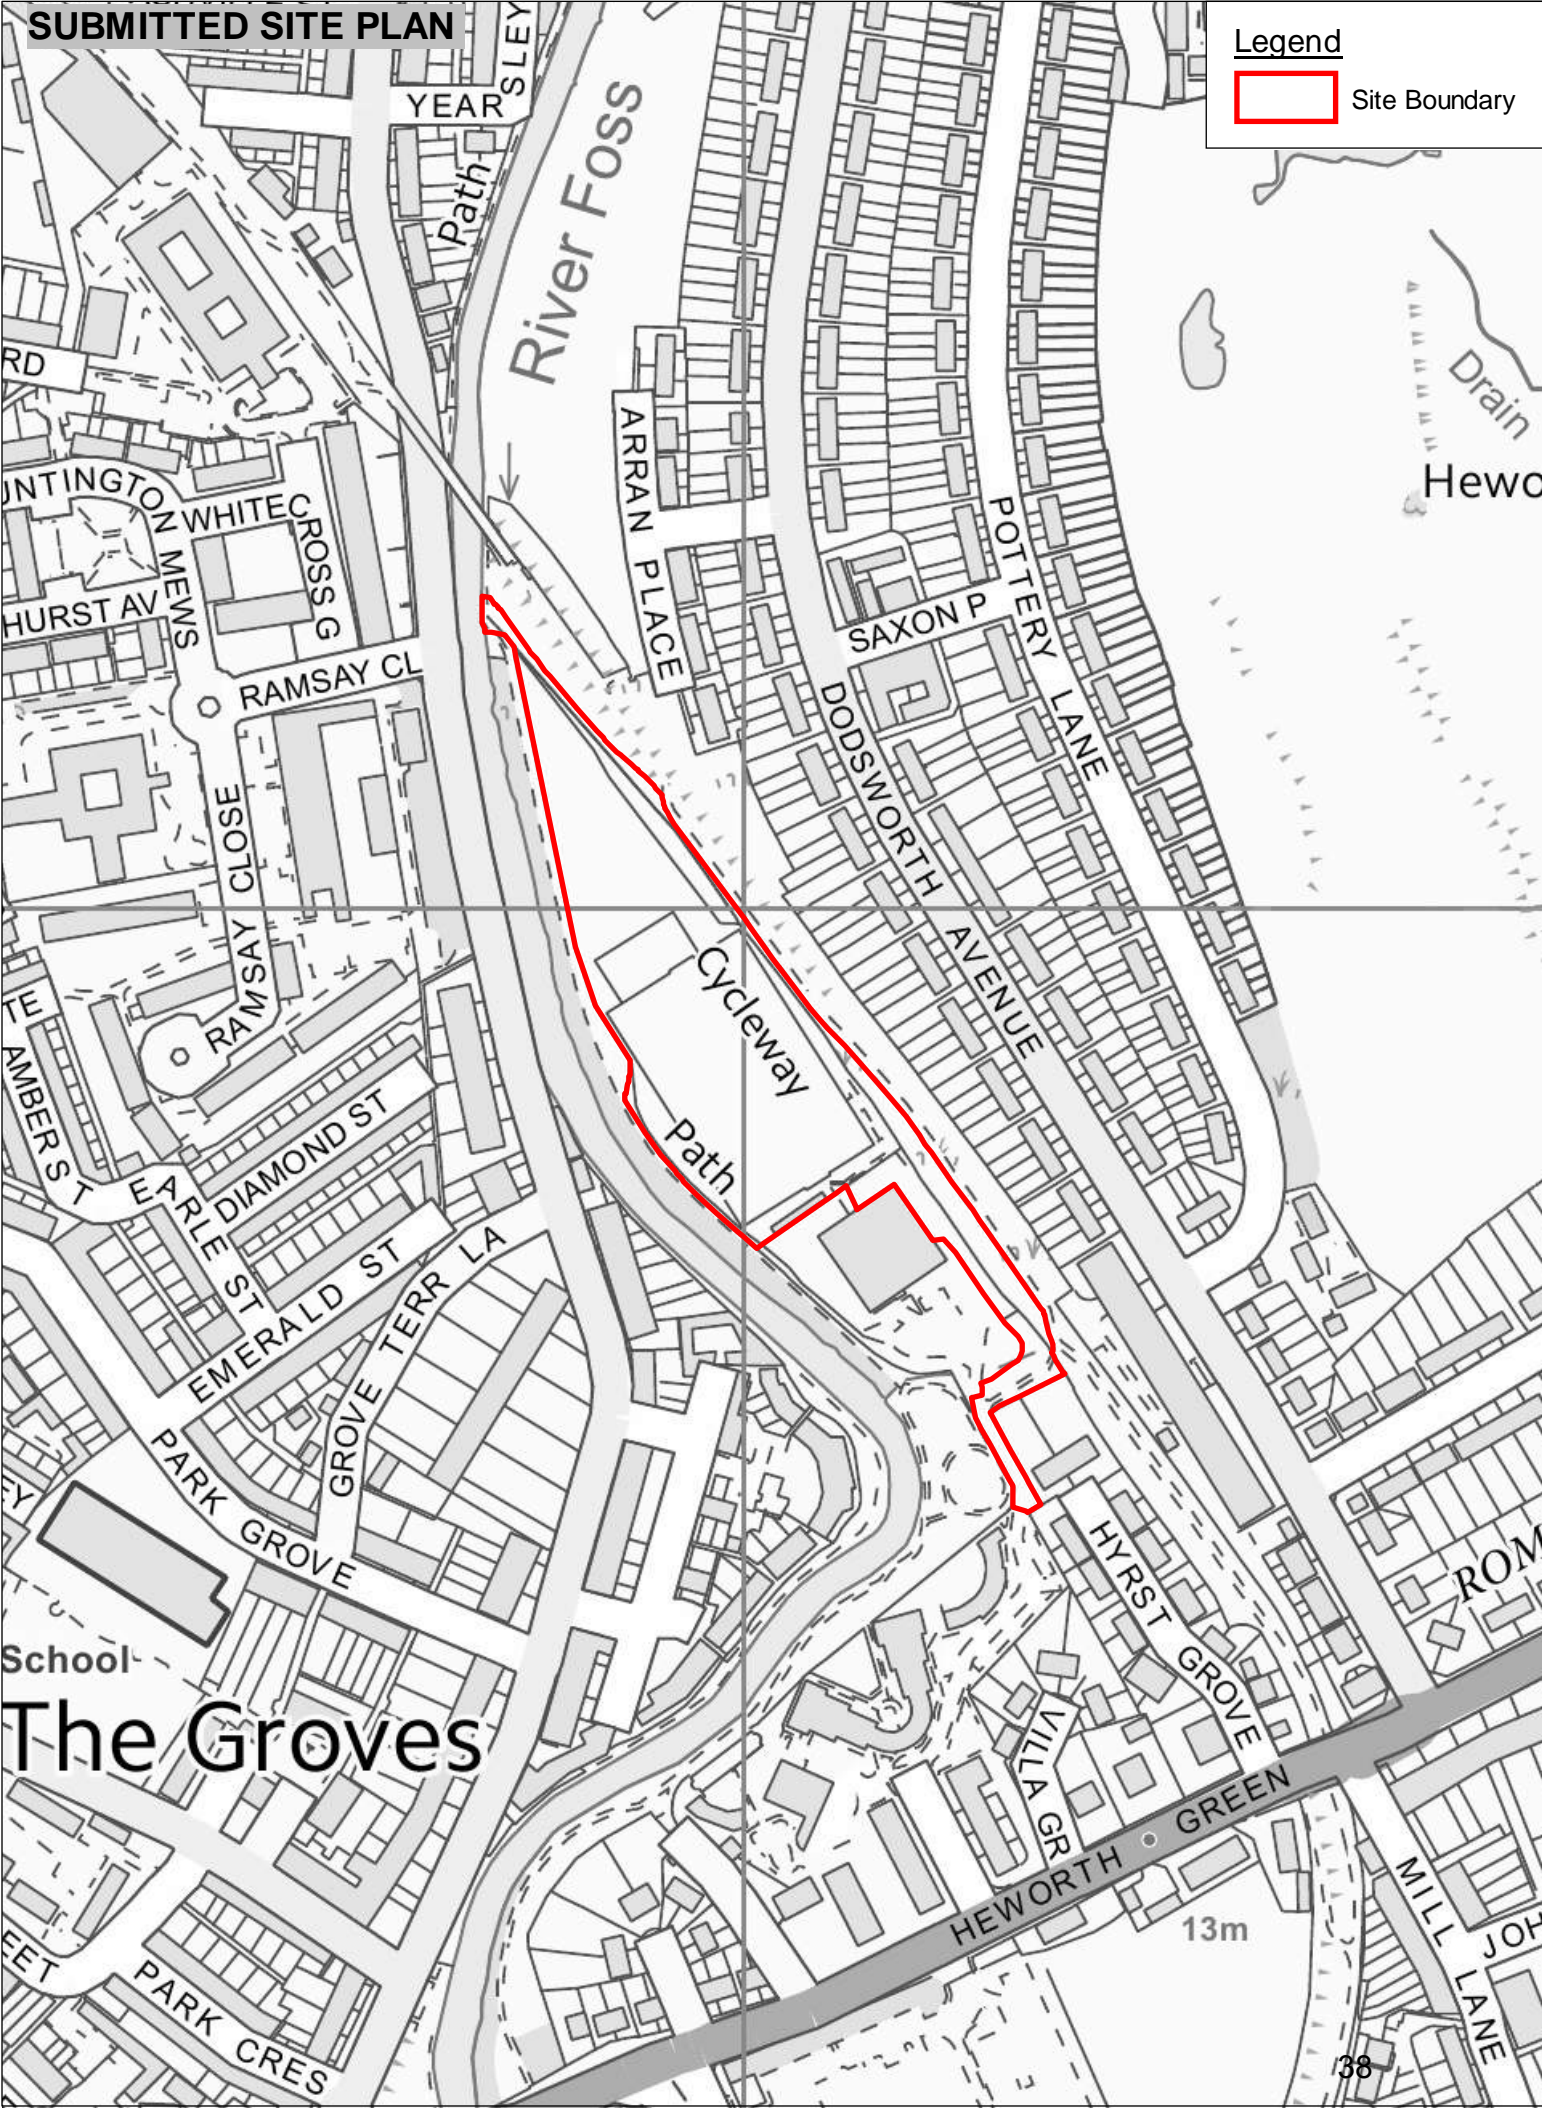 SUBMITTED SITE PLAN
Legend
Site Boundary
YEAR
SLEY
Path
River Foss
RD
ARRAN PLACE
Drain
Hewo
UNTINGTON MEWS
WHITECROSS G
HURST AV
RAMSAY CL
POTTERY LANE
SAXON P
DODSWORTH AVENUE
RAMSAY CLOSE
RAMSAY
Cycleway
TE
AMBER ST
DIAMOND ST
EARLE ST
Path
EMERALD ST
GROVE TERR LA
PARK GROVE
EY
HYRST GROVE
ROM
School
The Groves
VILLA GR
HEWORTH GREEN
13m
MILL LANE
JOH
EET
PARK CRES
38